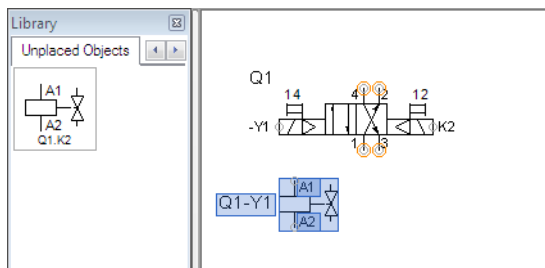 Library
Unplaced Objects
A1
A2
Q1.K2
Q1
14 4 2 12
-Y1 K2
1 3
Q1-Y1 A1
A2